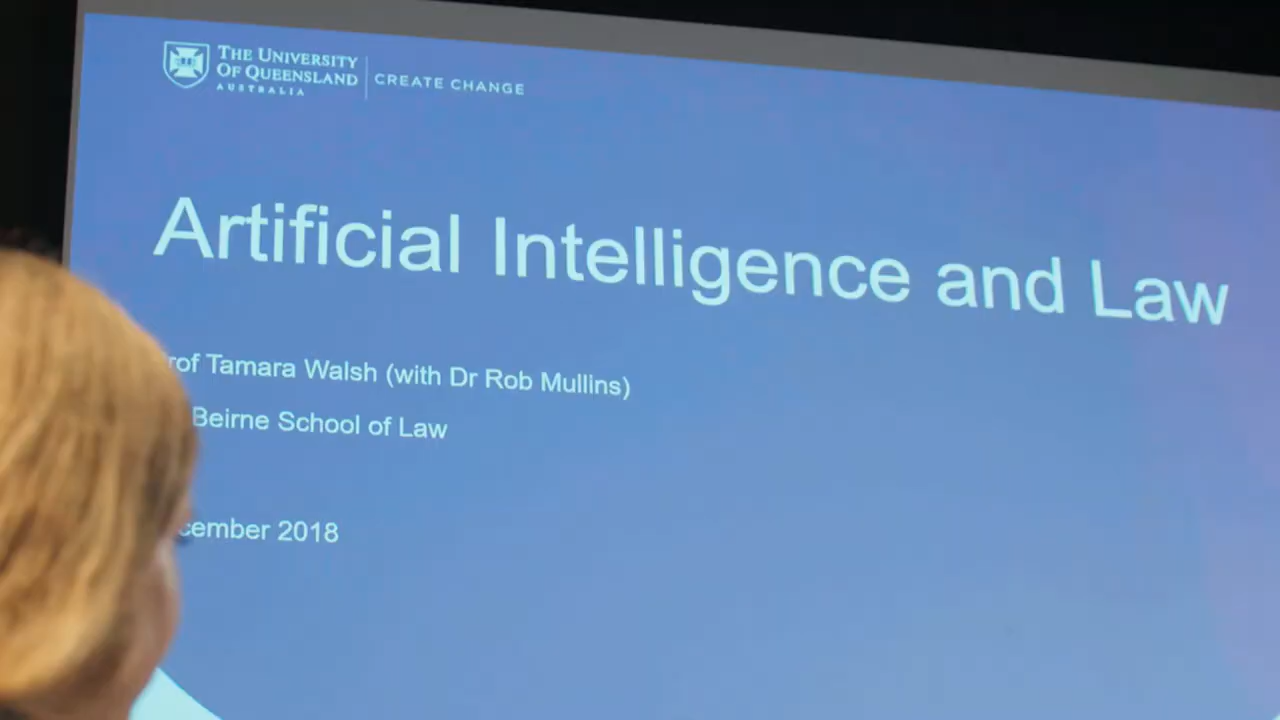 THE UNIVERSITY
OF QUEENSLAND
AUSTRALIA
CREATE CHANGE
Artificial Intelligence and Law
rof Tamara Walsh (with Dr Rob Mullins)
Beirne School of Law
cember 2018